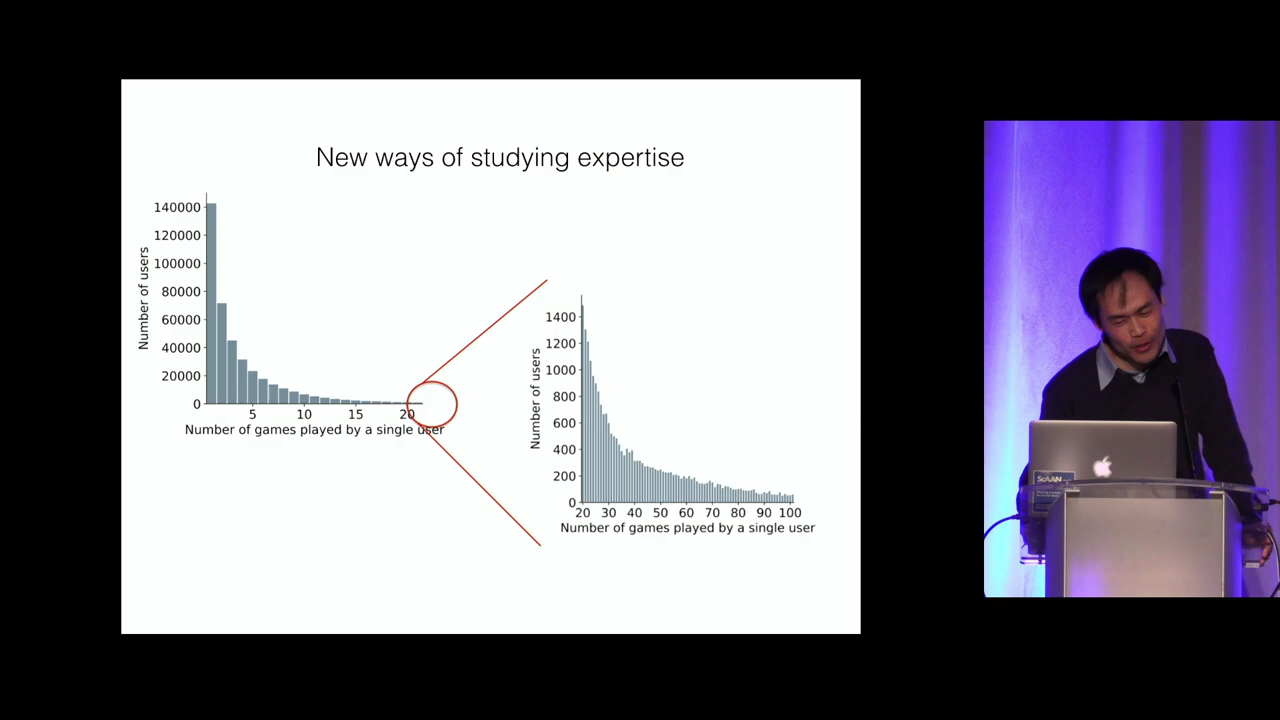 New ways of studying expertise
140000
120000
100000
80000
60000
40000
20000
0
Number of users
5 10 15 20
Number of games played by a single user
1400
1200
1000
800
600
400
200
0
Number of users
20 30 40 50 60 70 80 90 100
Number of games played by a single user